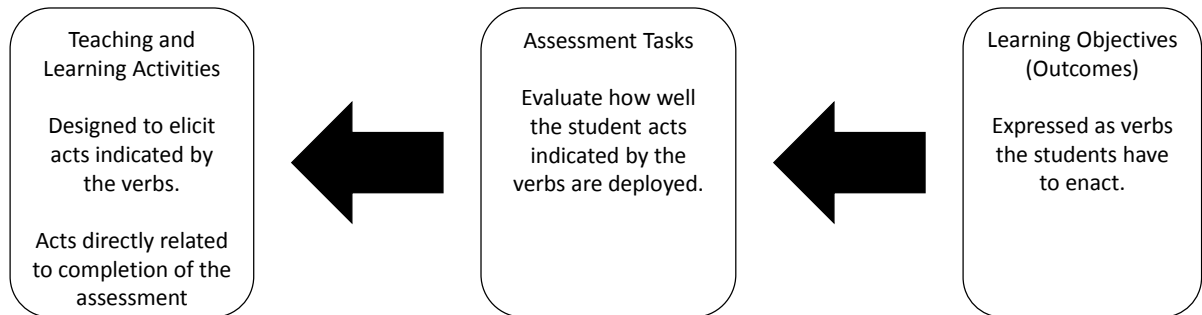 Teaching and
Learning Activities
Designed to elicit
acts indicated by
the verbs.
Acts directly related
to completion of the
assessment
Assessment Tasks
Evaluate how well
the student acts
indicated by the
verbs are deployed.
Learning Objectives
(Outcomes)
Expressed as verbs
the students have
to enact.